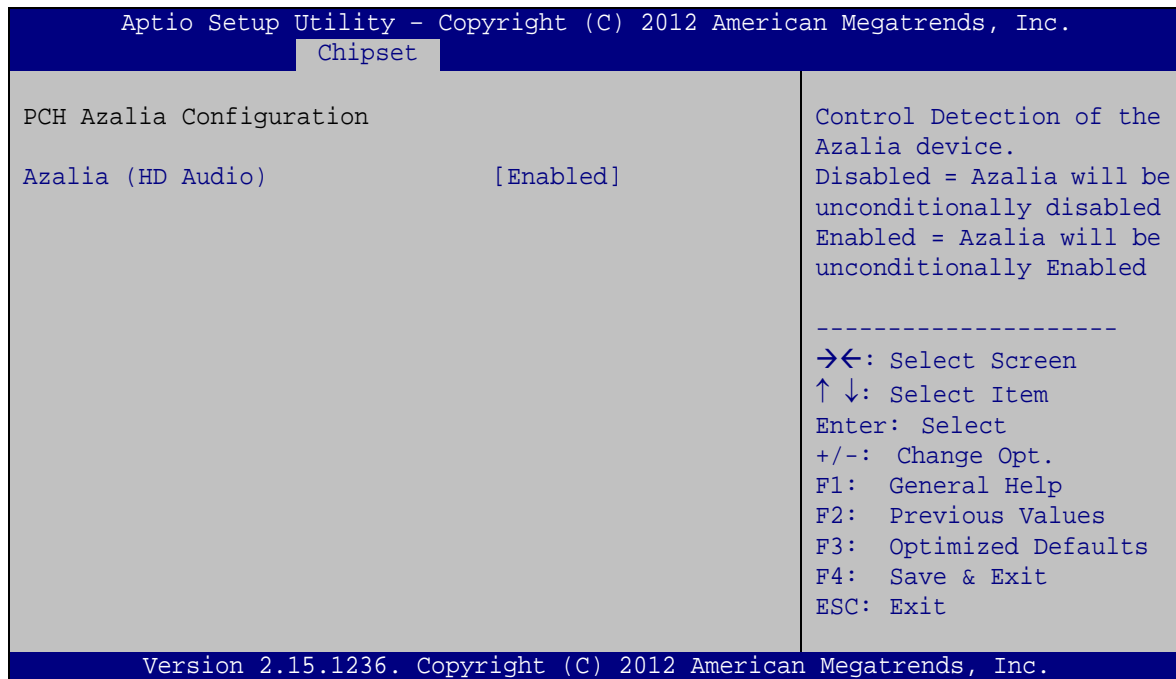 Aptio Setup Utility – Copyright (C) 2012 American Megatrends, Inc.
Chipset
PCH Azalia Configuration
Azalia (HD Audio) [Enabled]
Control Detection of the
Azalia device.
Disabled = Azalia will be
unconditionally disabled
Enabled = Azalia will be
unconditionally Enabled
---------------------
→←: Select Screen
↑ ↓: Select Item
Enter: Select
+/-: Change Opt.
F1: General Help
F2: Previous Values
F3: Optimized Defaults
F4: Save & Exit
ESC: Exit
Version 2.15.1236. Copyright (C) 2012 American Megatrends, Inc.